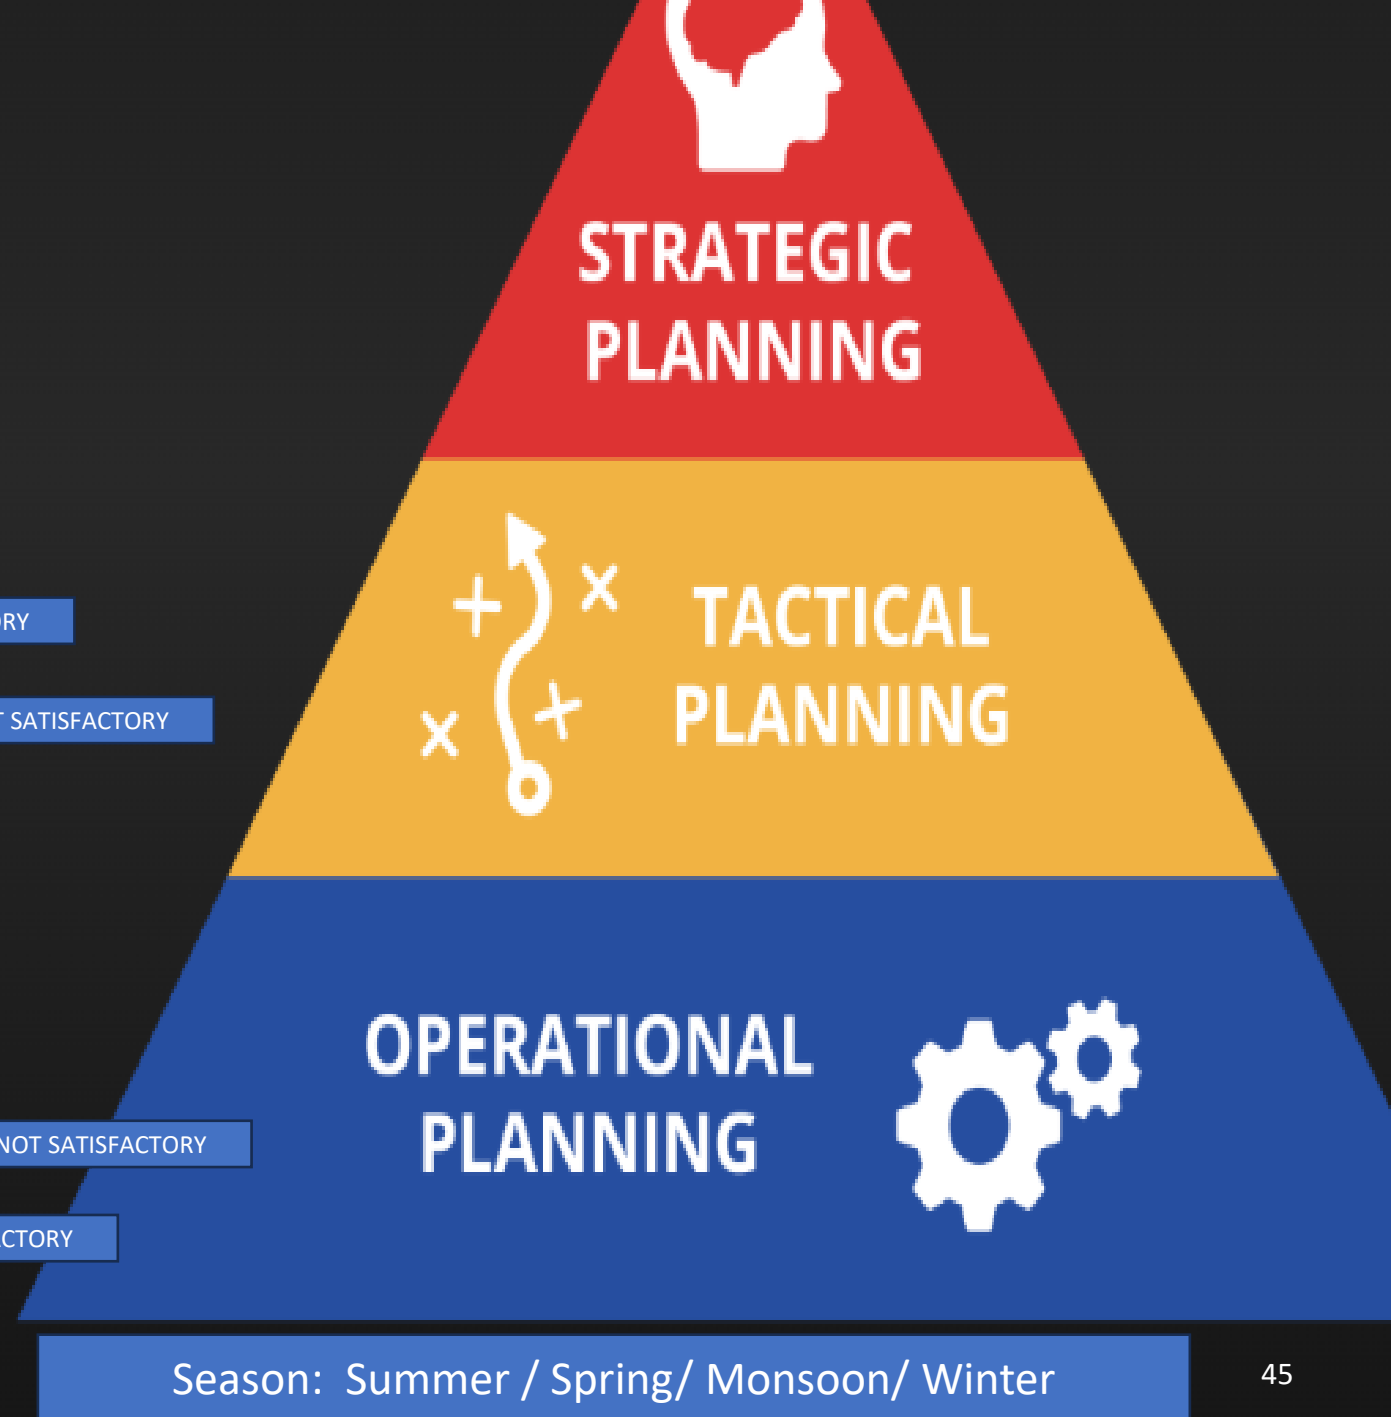 STRATEGIC
PLANNING
TACTICAL
PLANNING
SATISFACTORY
OPERATIONAL
PLANNING
NOT SATISFACTORY
Season: Summer / Spring/ Monsoon/ Winter
45